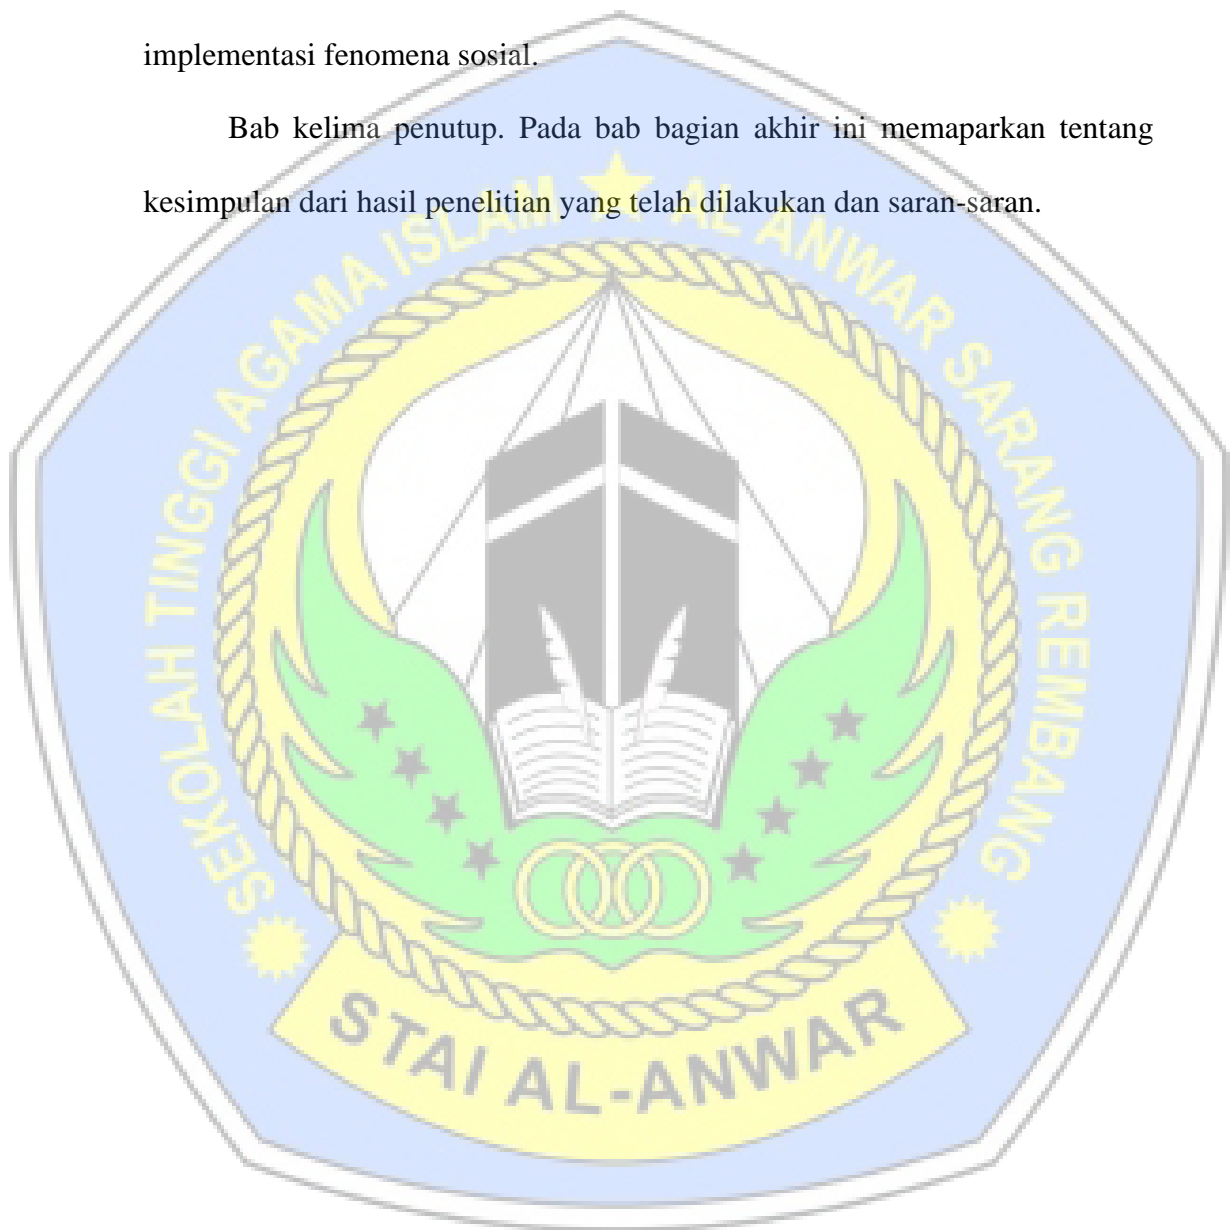 implementasi fenomena sosial.
Bab kelima penutup. Pada bab bagian akhir ini memaparkan tentang
kesimpulan dari hasil penelitian yang telah dilakukan dan saran-saran.
SEKOLAH TINGGI AGAMA ISLAM AL ANWAR SARANG REMBANG
STAI AL-ANWAR